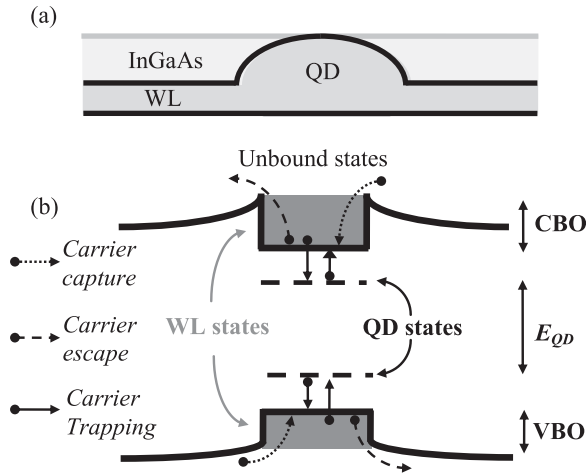 (a)
InGaAs
QD
WL
Unbound states
(b)
CBO
Carrier
capture
WL states
QD states
E_QD
Carrier
escape
Carrier
Trapping
VBO